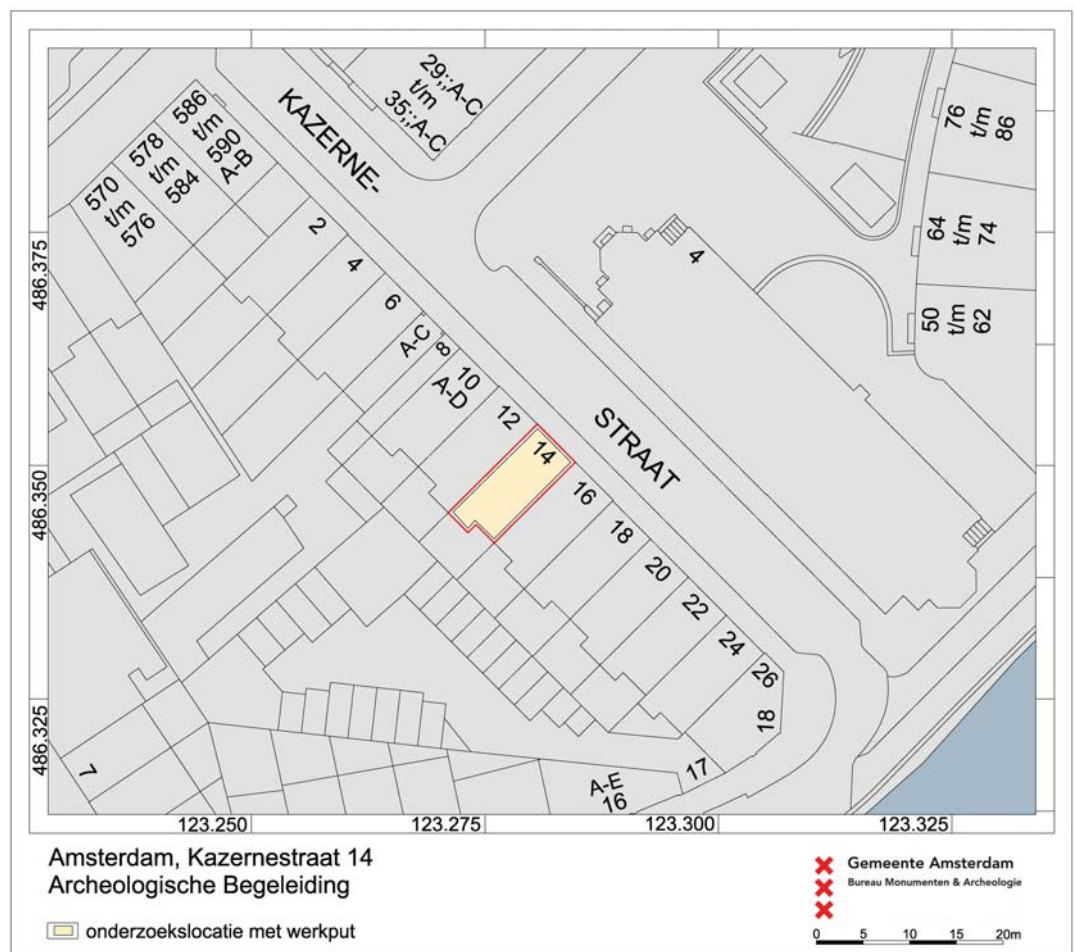 29;;A-C
t/m
35;;A-C
KAZERNE-
STRAAT
586
t/m
590
A-B
578
t/m
584
570
t/m
576
2
4
6
A-C
8
10
A-D
12
14
16
18
20
22
24
26
18
17
A-E
16
7
4
76
t/m
86
64
t/m
74
50
t/m
62
486.375
486.350
486.325
123.250
123.275
123.300
123.325
Amsterdam, Kazernestraat 14
Archeologische Begeleiding
onderzoekslocatie met werkput
Gemeente Amsterdam
Bureau Monumenten & Archeologie
0 5 10 15 20m